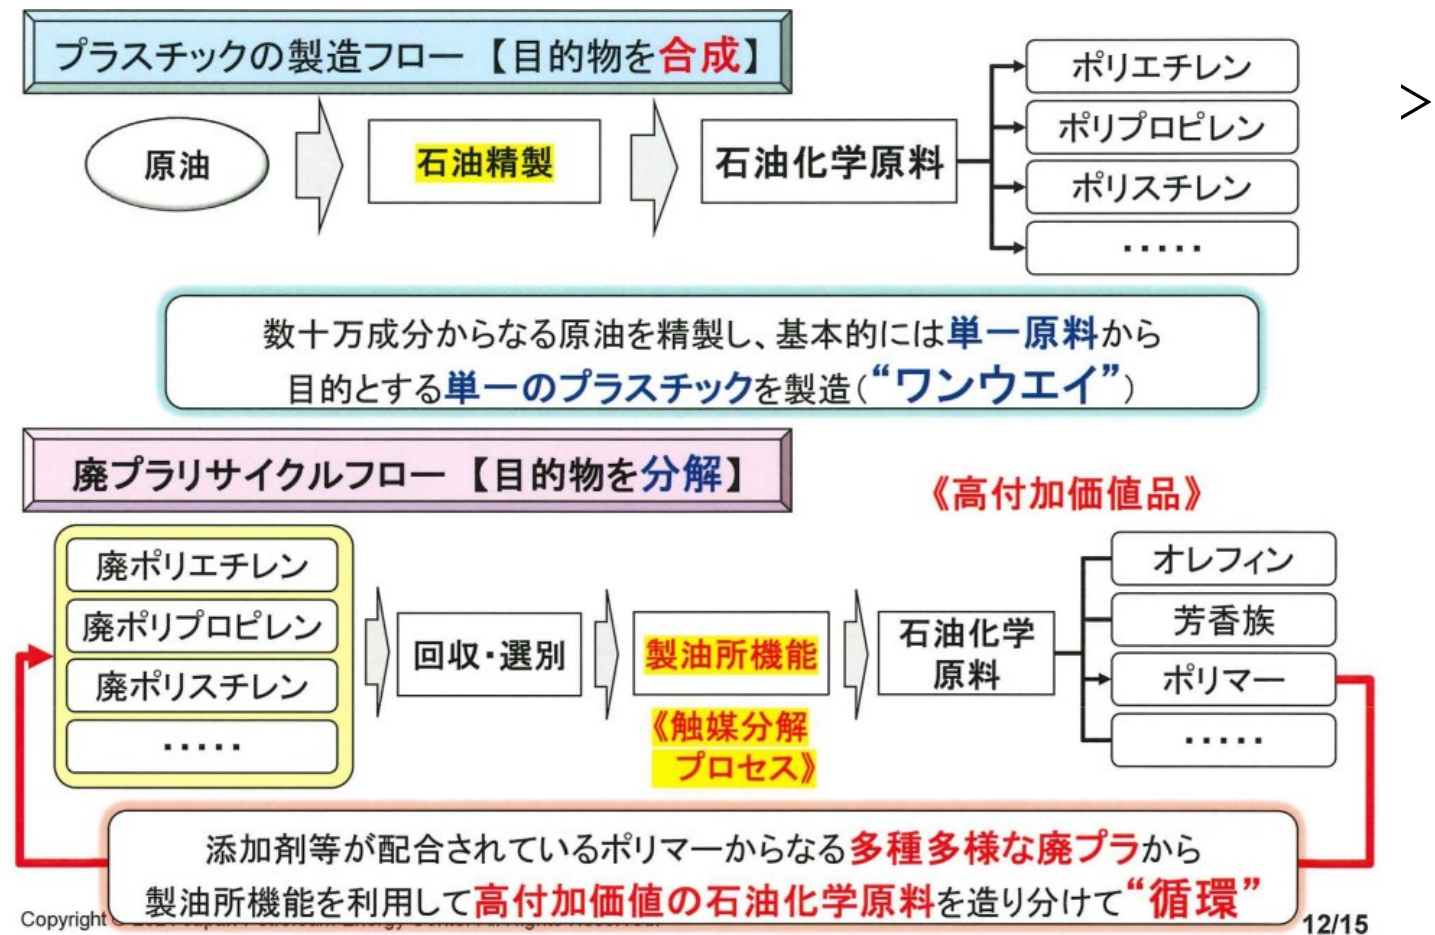 プラスチックの製造フロー 【目的物を合成】
原油
石油精製
石油化学原料
ポリエチレン
ポリプロピレン
ポリスチレン
・・・・・
>
数十万成分からなる原油を精製し、基本的には単一原料から
目的とする単一のプラスチックを製造(“ワンウエイ”)
廃プラリサイクルフロー 【目的物を分解】
《高付加価値品》
廃ポリエチレン
廃ポリプロピレン
廃ポリスチレン
・・・・・
回収・選別
製油所機能
《触媒分解
プロセス》
石油化学
原料
オレフィン
芳香族
ポリマー
・・・・・
添加剤等が配合されているポリマーからなる多種多様な廃プラから
製油所機能を利用して高付加価値の石油化学原料を造り分けて“循環”
Copyright
12/15